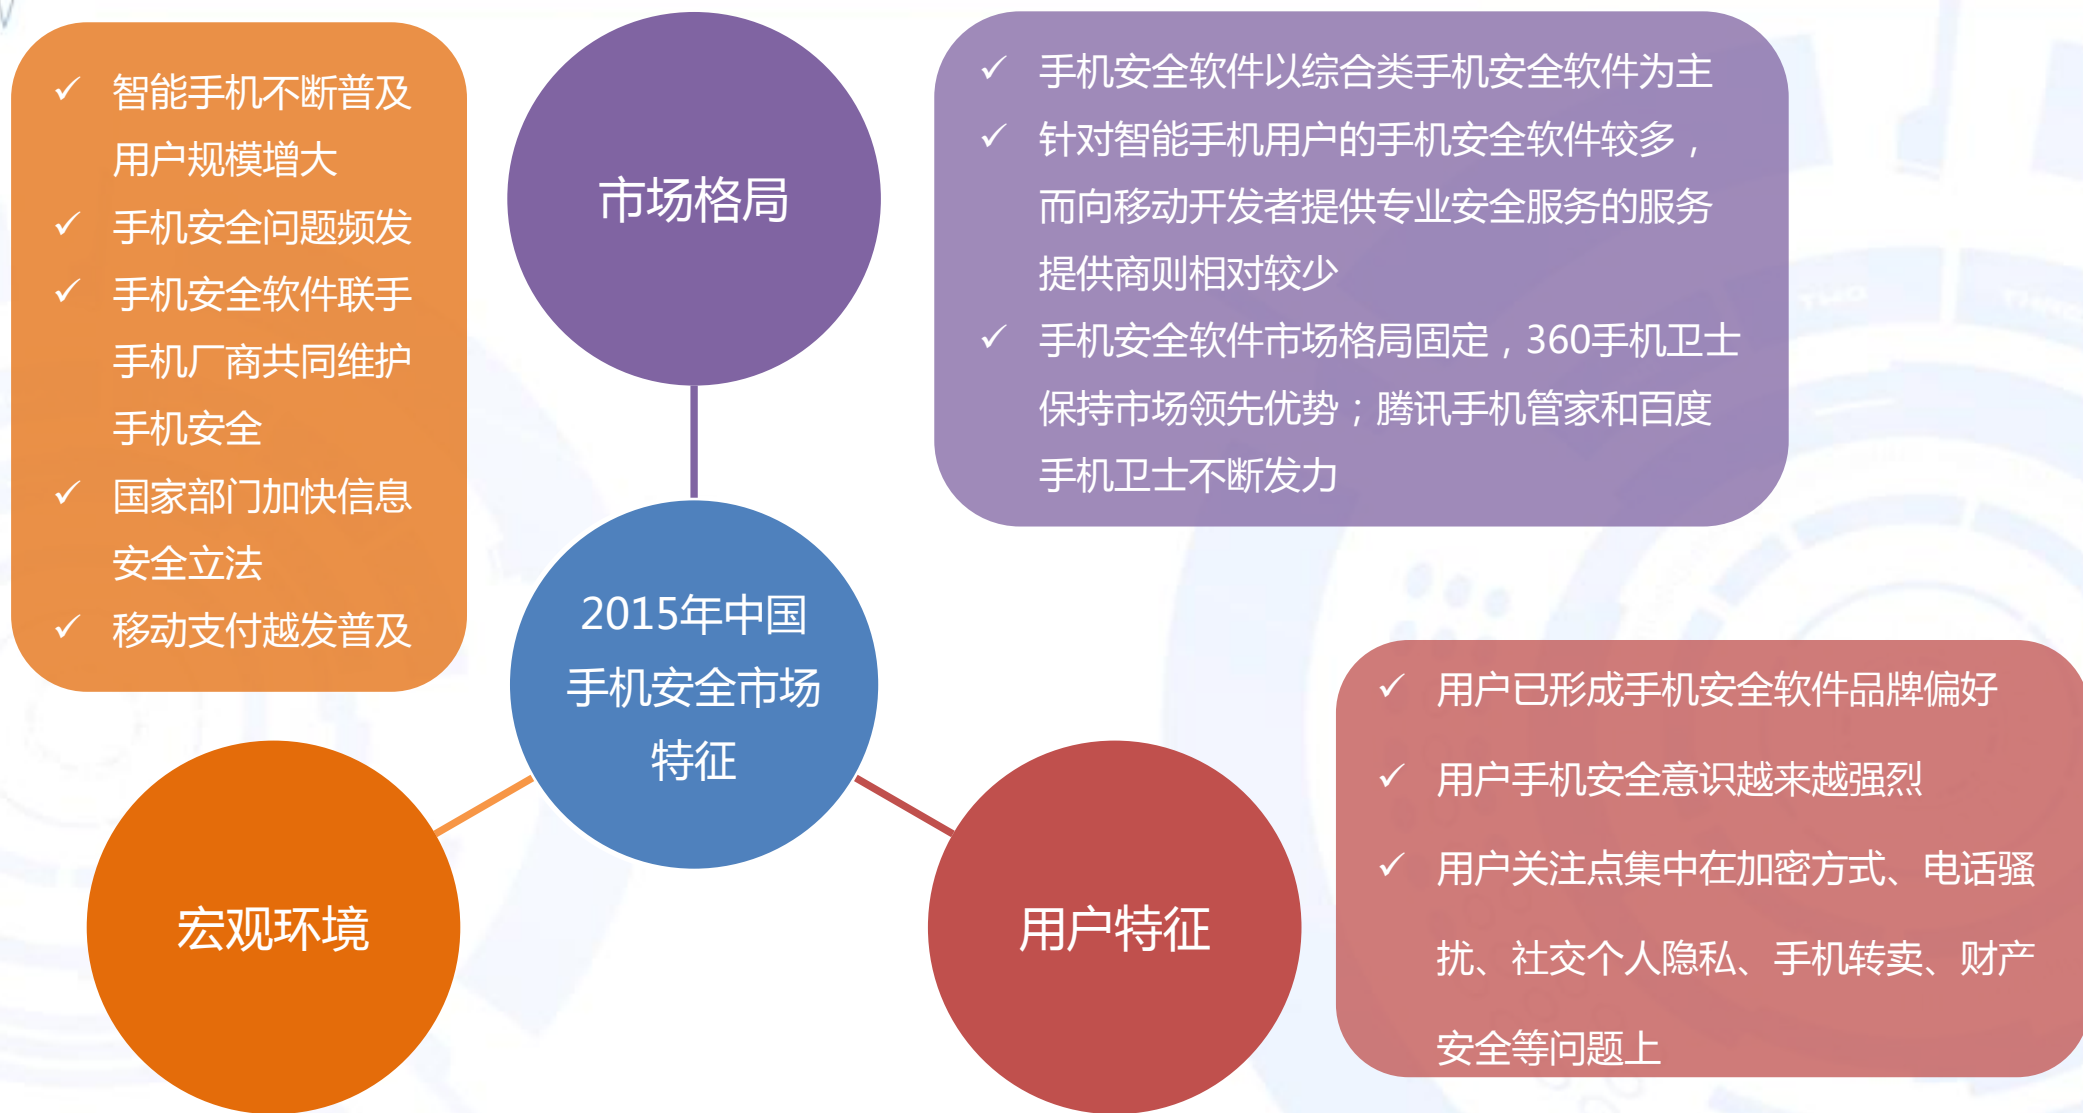 智能手机不断普及
用户规模增大
手机安全问题频发
手机安全软件联手
手机厂商共同维护
手机安全
国家部门加快信息
安全立法
移动支付越发普及
市场格局
手机安全软件以综合类手机安全软件为主
针对智能手机用户的手机安全软件较多，
而向移动开发者提供专业安全服务的服务
提供商则相对较少
手机安全软件市场格局固定，360手机卫士
保持市场领先优势；腾讯手机管家和百度
手机卫士不断发力
2015年中国
手机安全市场
特征
宏观环境
用户特征
用户已形成手机安全软件品牌偏好
用户手机安全意识越来越强烈
用户关注点集中在加密方式、电话骚
扰、社交个人隐私、手机转卖、财产
安全等问题上
TWO